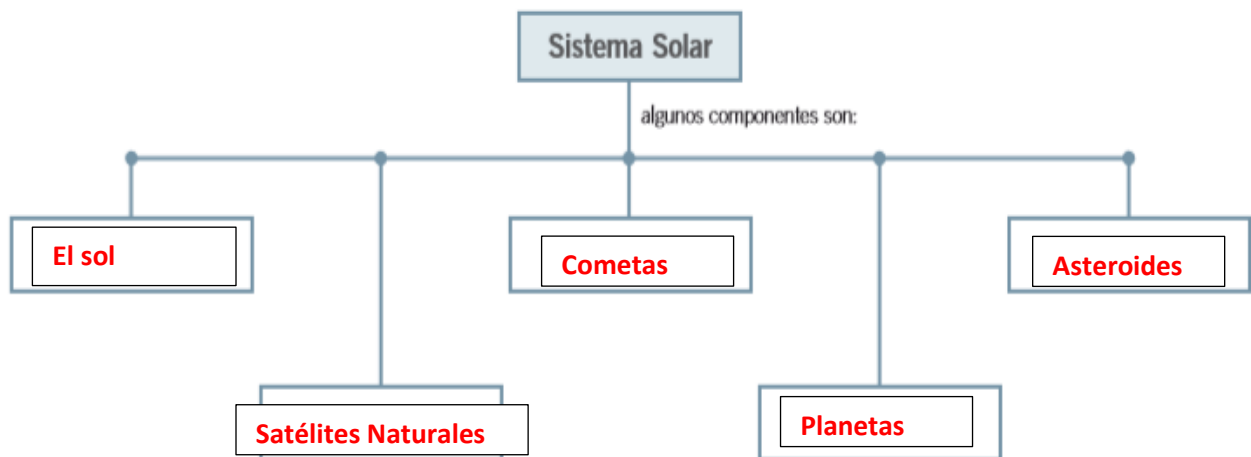 Sistema Solar
algunos componentes son:
El sol
Cometas
Asteroides
Satélites Naturales
Planetas